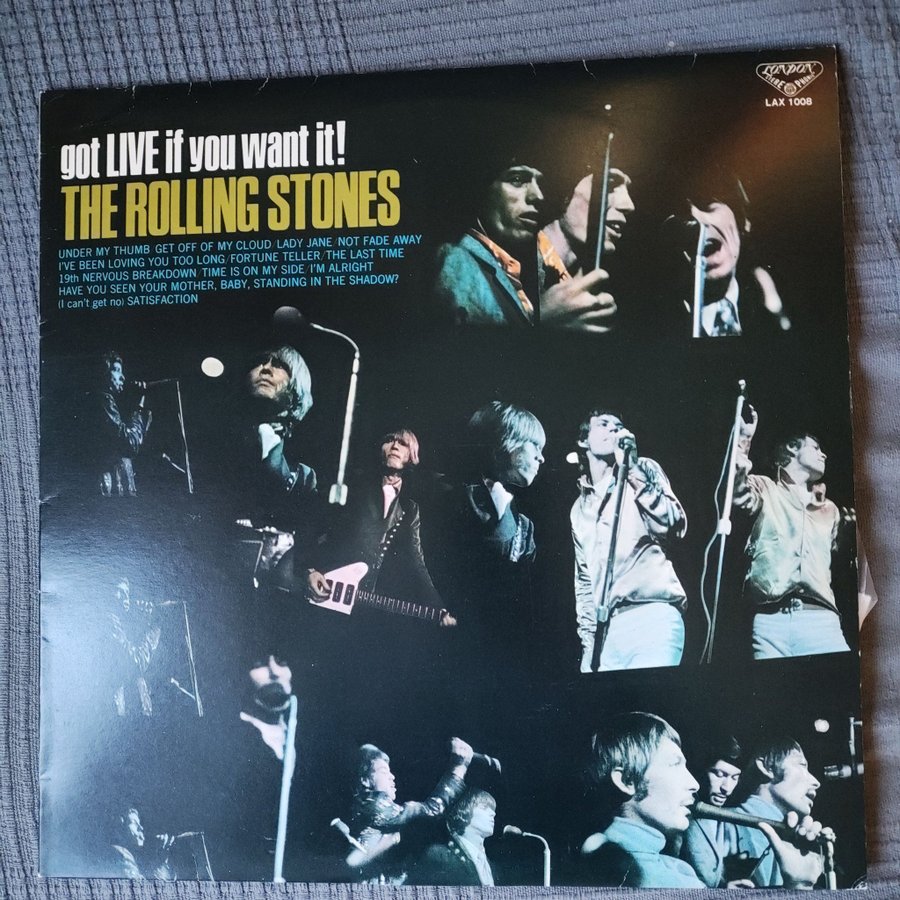 LONDON
STEREO PHONIC
LAX 1008
got LIVE if you want it!
THE ROLLING STONES
UNDER MY THUMB/GET OFF OF MY CLOUD/LADY JANE/NOT FADE AWAY
I'VE BEEN LOVING YOU TOO LONG/FORTUNE TELLER/THE LAST TIME
19th NERVOUS BREAKDOWN/TIME IS ON MY SIDE/I'M ALRIGHT
HAVE YOU SEEN YOUR MOTHER, BABY, STANDING IN THE SHADOW?
(I can't get no) SATISFACTION